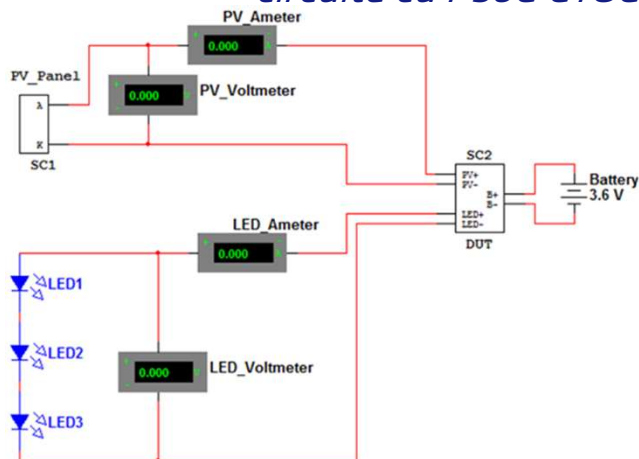 PV_Ameter
0.000
PV_Panel
A
K
SC1
0.000
V
PV_Voltmeter
SC2
PV+
PV-
LED+
LED-
B+
B-
DUT
Battery
3.6 V
LED_Ameter
0.000
A
LED1
LED2
LED3
0.000
V
LED_Voltmeter